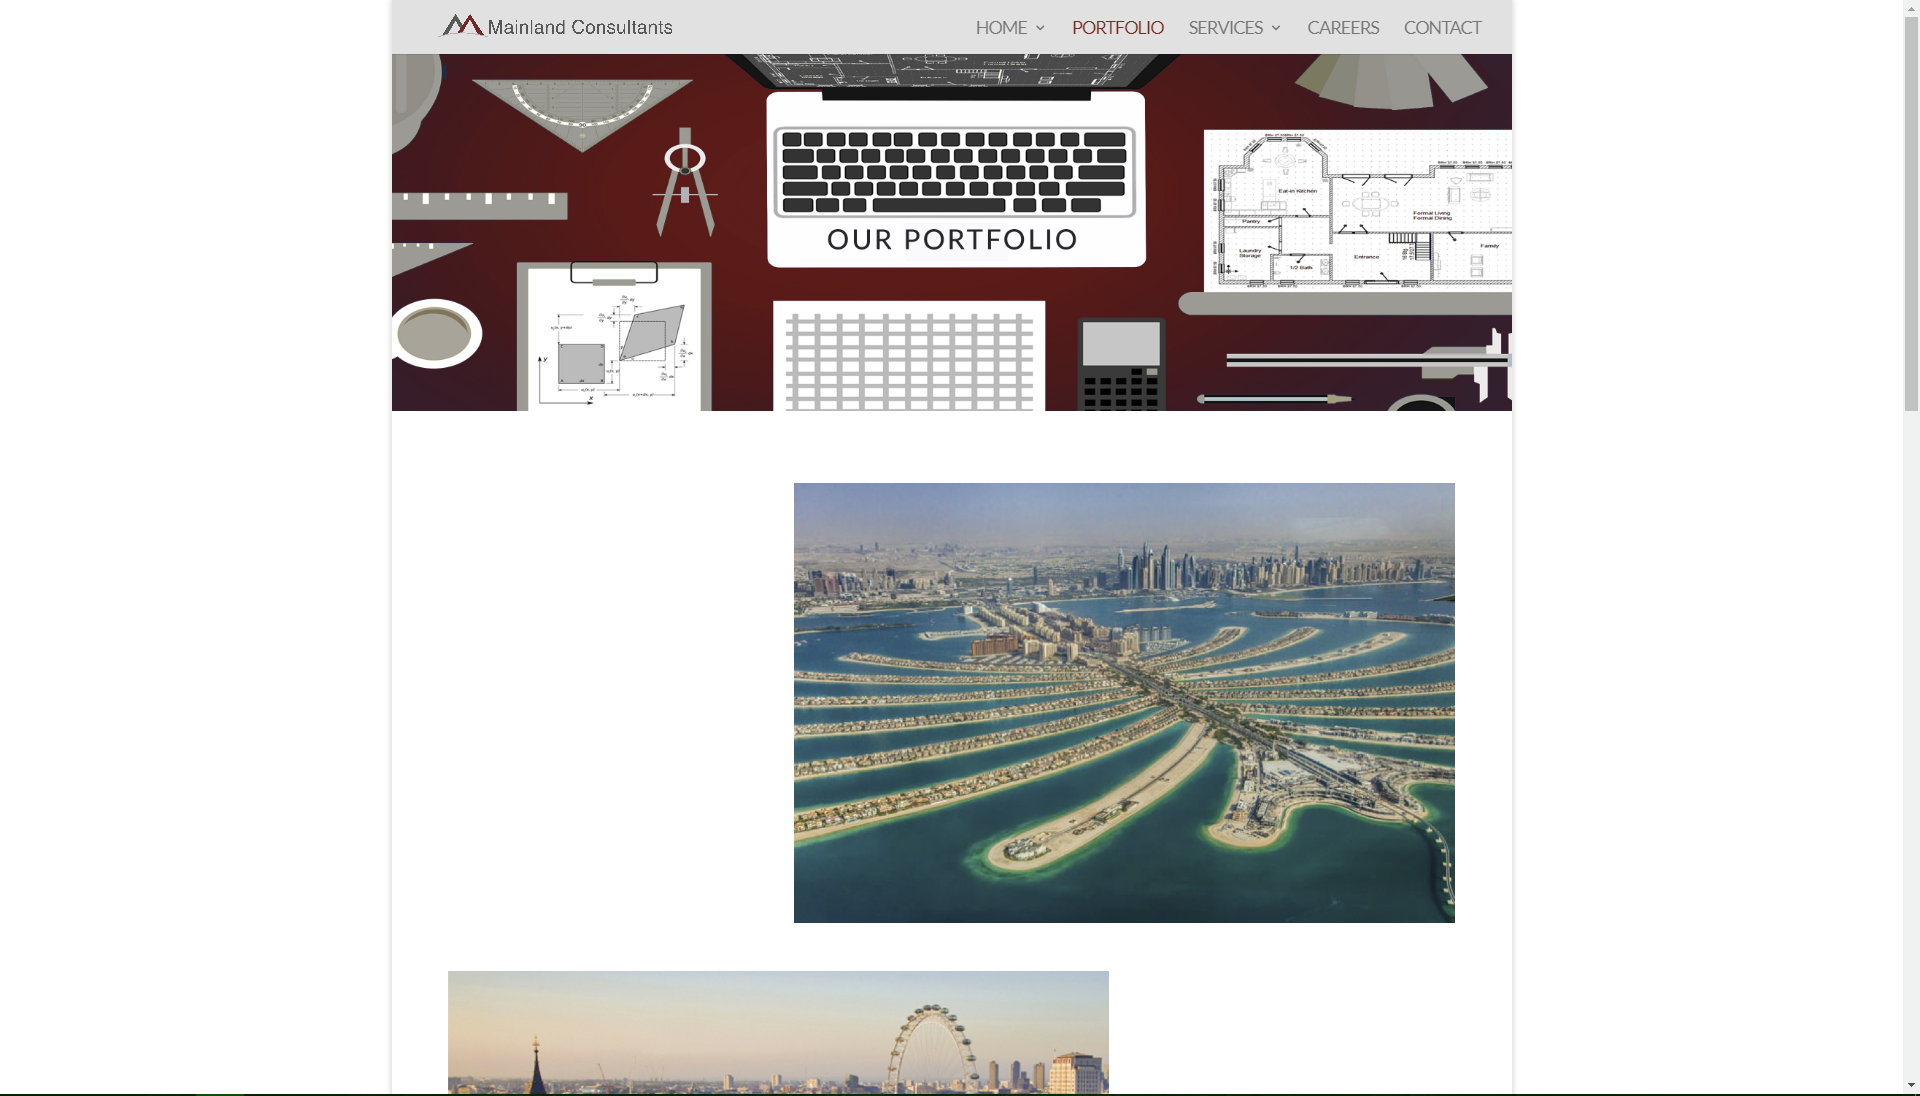 Mainland Consultants
HOME
PORTFOLIO
SERVICES
CAREERS
CONTACT
OUR PORTFOLIO
Eat-in Kitchen
Pantry
Formal Living
Formal Dining
Family
Laundry
Storage
1/2 Bath
Entrance